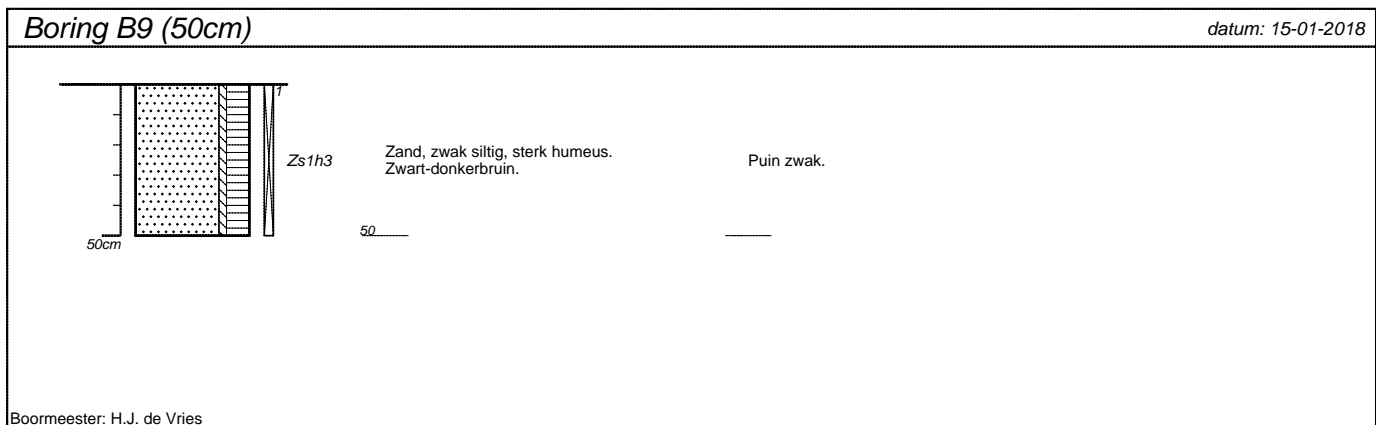 Boring B9 (50cm)
datum: 15-01-2018
1
Zs1h3
Zand, zwak siltig, sterk humeus.
Zwart-donkerbruin.
Puin zwak.
50cm
50
Boormeester: H.J. de Vries